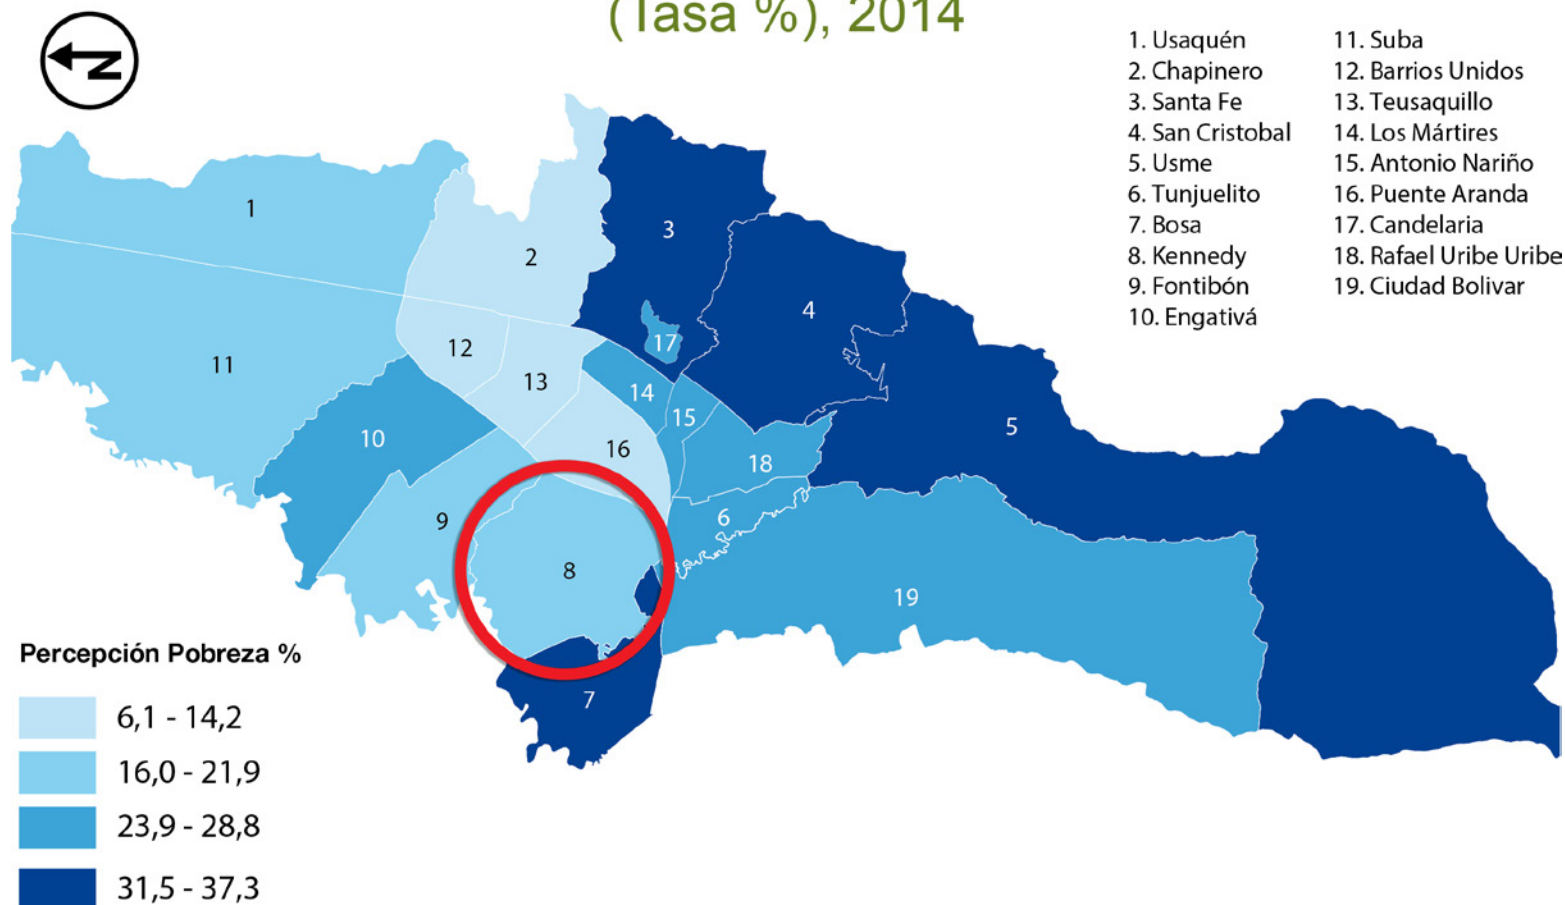 (Tasa %), 2014
N
1. Usaquén
2. Chapinero
3. Santa Fe
4. San Cristobal
5. Usme
6. Tunjuelito
7. Bosa
8. Kennedy
9. Fontibón
10. Engativá
11. Suba
12. Barrios Unidos
13. Teusaquillo
14. Los Mártires
15. Antonio Nariño
16. Puente Aranda
17. Candelaria
18. Rafael Uribe Uribe
19. Ciudad Bolivar
1
2
3
4
17
12
11
13
14
15
5
10
16
18
9
6
8
19
7
Percepción Pobreza %
6,1 - 14,2
16,0 - 21,9
23,9 - 28,8
31,5 - 37,3